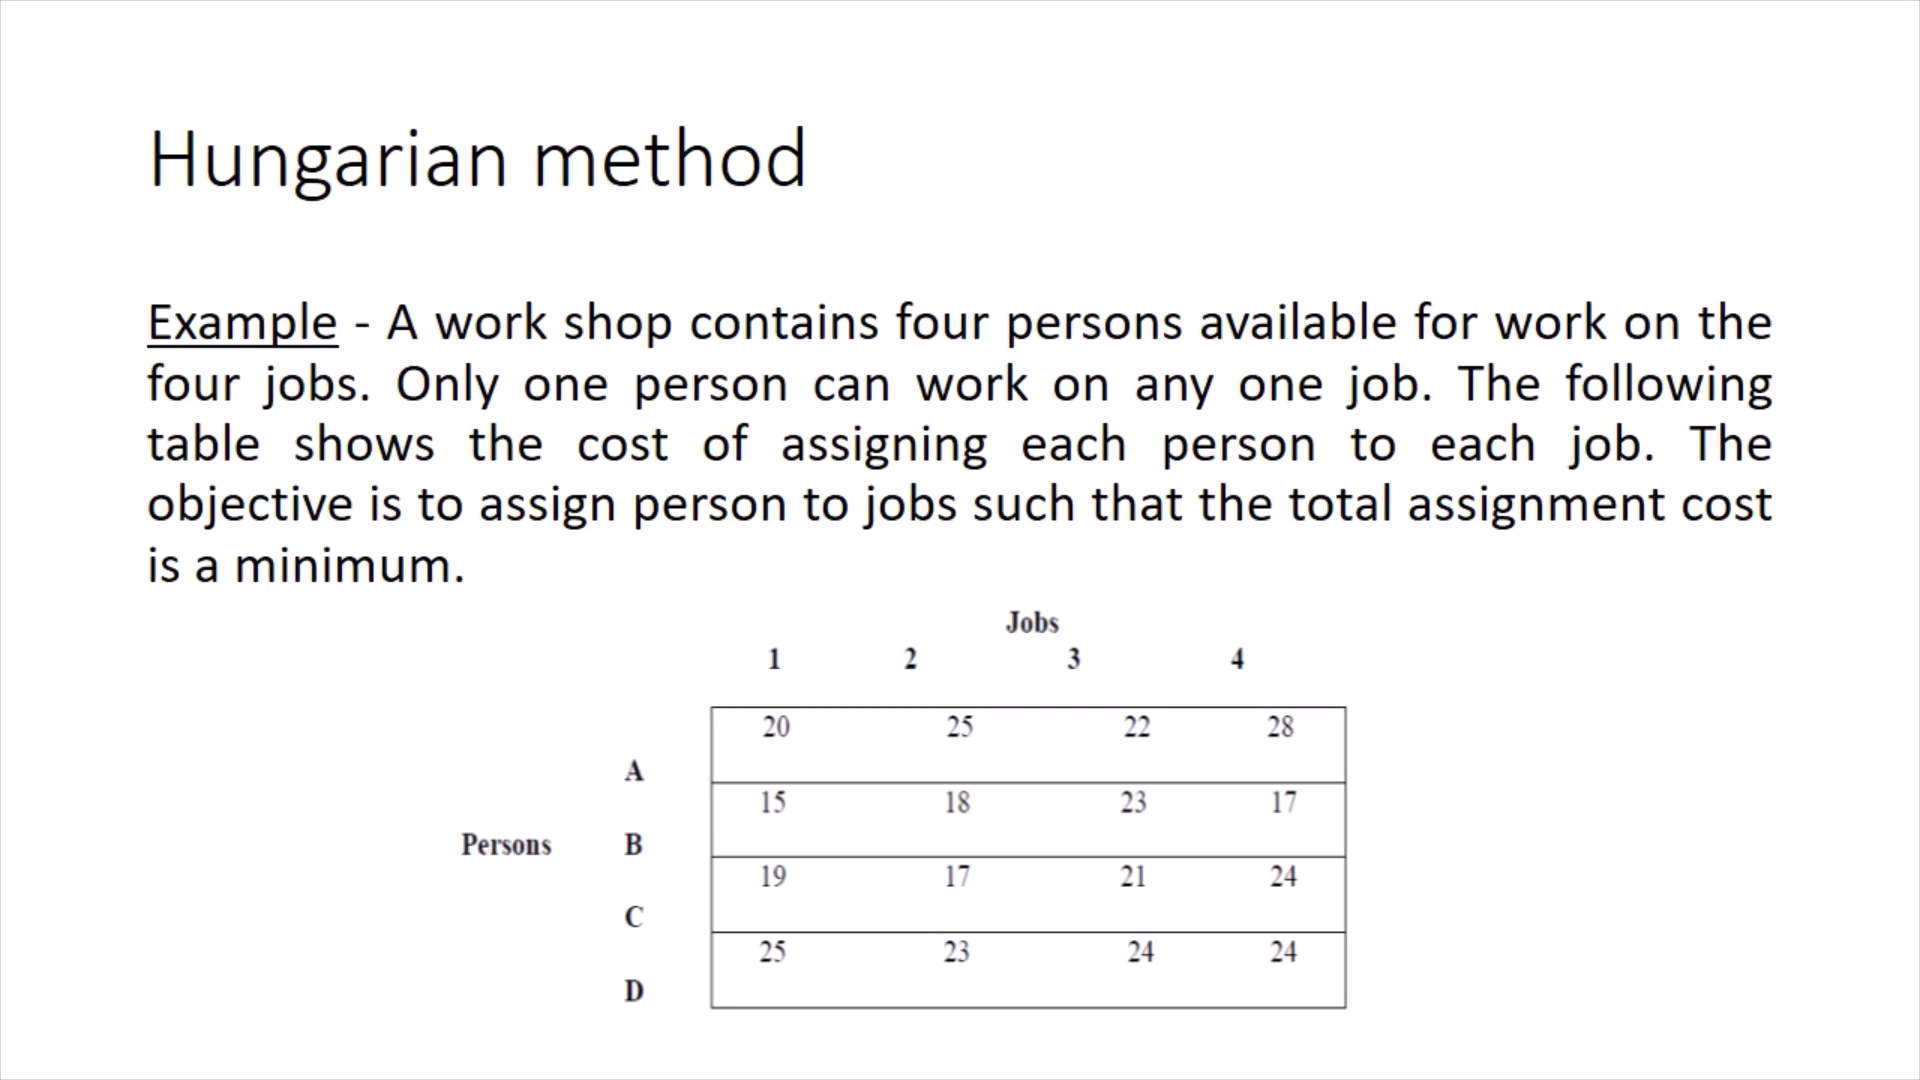 Hungarian method
Example - A work shop contains four persons available for work on the
four jobs. Only one person can work on any one job. The following
table shows the cost of assigning each person to each job. The
objective is to assign person to jobs such that the total assignment cost
is a minimum.
Jobs
1 2 3 4
20 25 22 28
A
15 18 23 17
Persons B
19 17 21 24
C
25 23 24 24
D